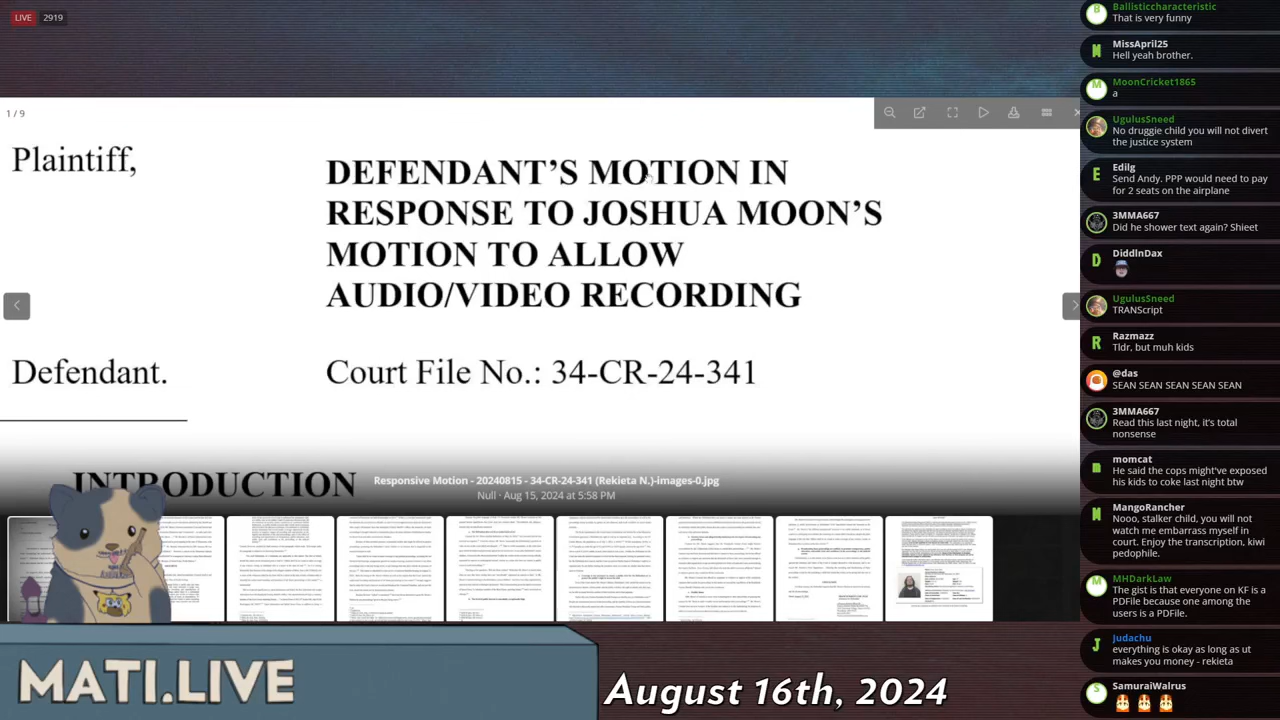 LIVE 2919
1 / 9
Plaintiff,
DEFENDANT’S MOTION IN
RESPONSE TO JOSHUA MOON’S
MOTION TO ALLOW
AUDIO/VIDEO RECORDING
Defendant.
Court File No.: 34-CR-24-341
INTRODUCTION
Responsive Motion - 20240815 - 34-CR-24-341 (Rekieta N.)-images-0.jpg
Null · Aug 15, 2024 at 5:58 PM
MATI.LIVE
August 16th, 2024
Ballisticcharacteristic
That is very funny
MissApril25
Hell yeah brother.
MoonCricket1865
a
UgulusSneed
No druggie child you will not divert
the justice system
Edilg
Send Andy. PPP would need to pay
for 2 seats on the airplane
3MMA667
Did he shower text again? Shieet
DiddlnDax
UgulusSneed
TRANScript
Razmazz
Tldr, but muh kids
@das
SEAN SEAN SEAN SEAN SEAN
3MMA667
Read this last night, it's total
nonsense
momcat
He said the cops might've exposed
his kids to coke last night btw
MangoRancher
Nooo, stalker child, you will not
watch me make an ass of myself in
court. Enjoy the transcription, kiwi
pedophile.
MHDarkLaw
The gist is that everyone on KF is a
PDFile because one among the
users is a PDFile.
Judachu
everything is okay as long as ut
makes you money - rekieta
SamuraiWalrus